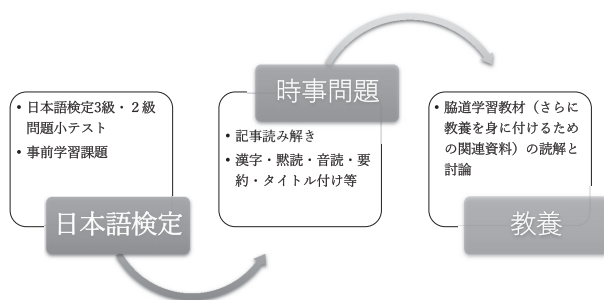 ・日本語検定3級・２級
問題小テスト
・事前学習課題
日本語検定
時事問題
・記事読み解き
・漢字・黙読・音読・要
約・タイトル付け等
・脇道学習教材（さらに
教養を身に付けるため
の関連資料）の読解と
討論
教養